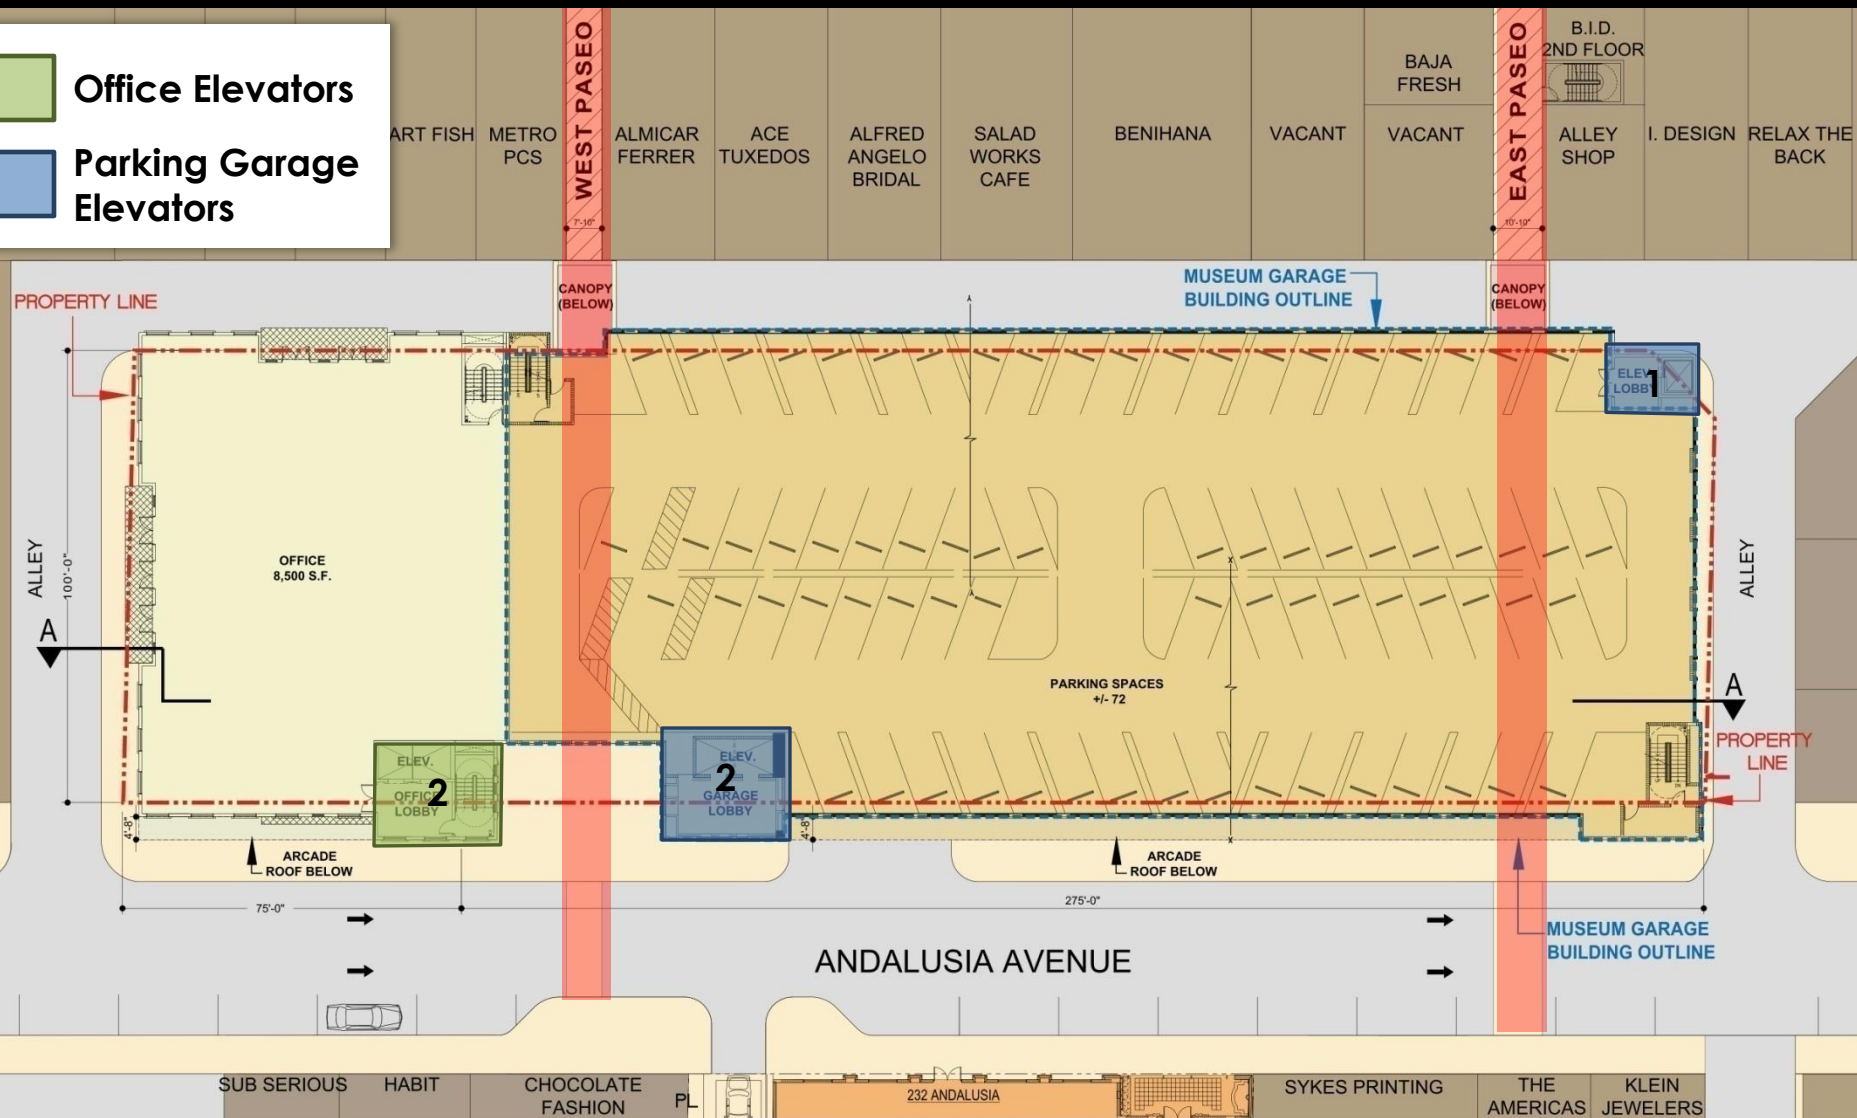 Office Elevators
Parking Garage
Elevators
ART FISH
METRO
PCS
WEST PASEO
7'-10"
ALMICAR
FERRER
ACE
TUXEDOS
ALFRED
ANGELO
BRIDAL
SALAD
WORKS
CAFE
BENIHANA
VACANT
BAJA
FRESH
VACANT
EAST PASEO
10'-10"
B.I.D.
2ND FLOOR
ALLEY
SHOP
I. DESIGN
RELAX THE
BACK
PROPERTY LINE
CANOPY
(BELOW)
MUSEUM GARAGE
BUILDING OUTLINE
CANOPY
(BELOW)
ELEV.
LOBBY
1
ALLEY
100'-0"
OFFICE
8,500 S.F.
ALLEY
A
PARKING SPACES
+/- 72
A
PROPERTY
LINE
ELEV.
OFFICE
LOBBY
2
ELEV.
GARAGE
LOBBY
2
4'-8"
4'-8"
ARCADE
ROOF BELOW
ARCADE
ROOF BELOW
75'-0"
275'-0"
MUSEUM GARAGE
BUILDING OUTLINE
ANDALUSIA AVENUE
SUB SERIOUS
HABIT
CHOCOLATE
FASHION
PL
232 ANDALUSIA
SYKES PRINTING
THE
AMERICAS
KLEIN
JEWELERS